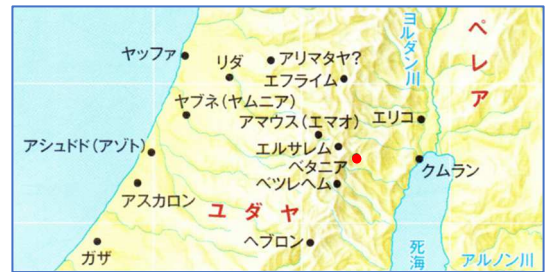 ヨルダン川
ペレア
ヤッファ
リダ
アリマタヤ?
エフライム
ヤブネ(ヤムニア)
アマウス(エマオ)
エリコ
アシュドド(アゾト)
エルサレム
ベタニア
クムラン
ベツレヘム
アスカロン
ユダヤ
ヘブロン
ガザ
死海
アルノン川